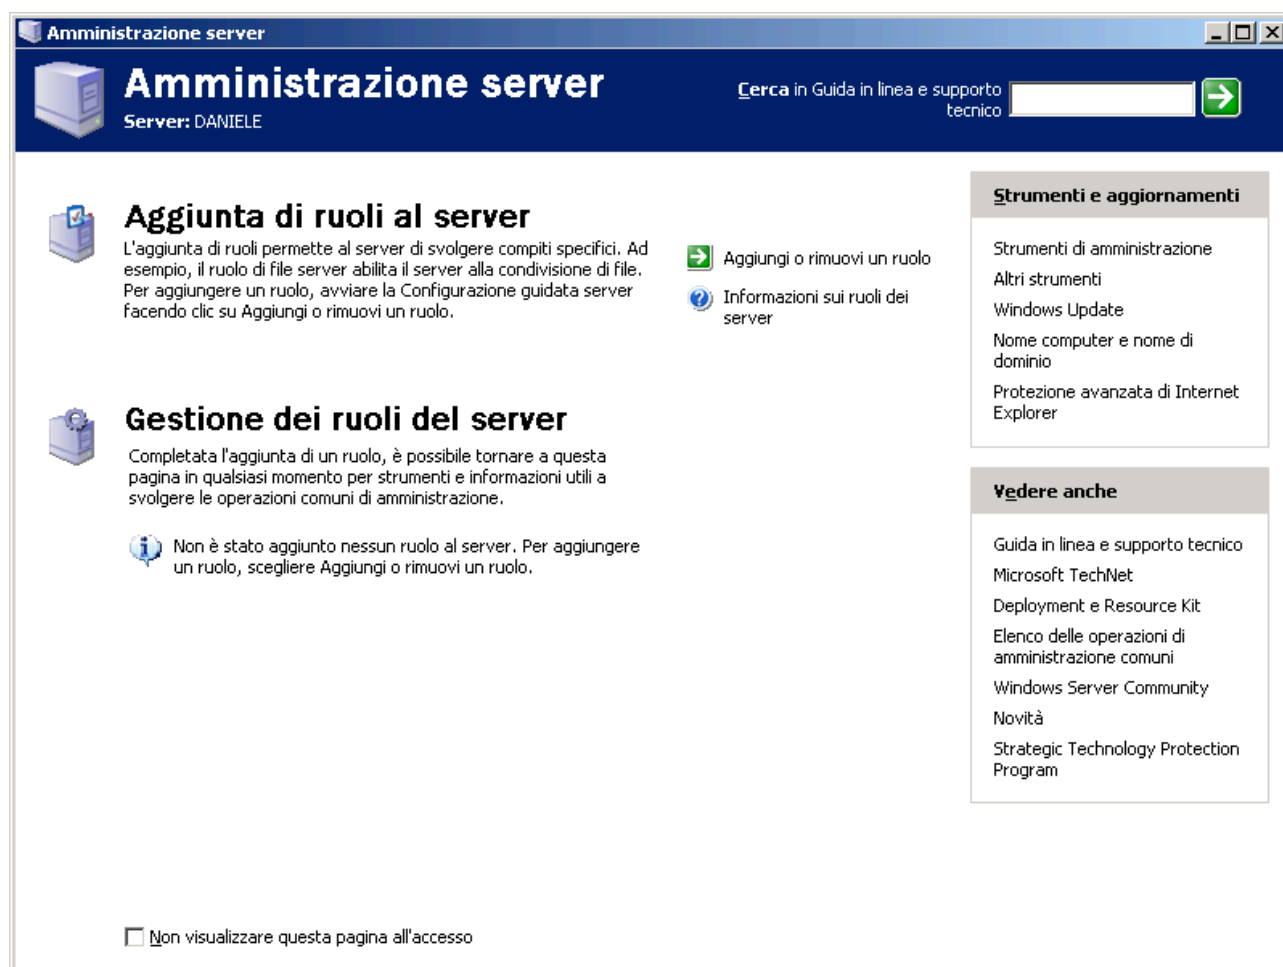 Amministrazione server
Amministrazione server
Server: DANIELE
Cerca in Guida in linea e supporto
tecnico
Aggiunta di ruoli al server
L'aggiunta di ruoli permette al server di svolgere compiti specifici. Ad
esempio, il ruolo di file server abilita il server alla condivisione di file.
Per aggiungere un ruolo, avviare la Configurazione guidata server
facendo clic su Aggiungi o rimuovi un ruolo.
Aggiungi o rimuovi un ruolo
Informazioni sui ruoli dei
server
Gestione dei ruoli del server
Completata l'aggiunta di un ruolo, è possibile tornare a questa
pagina in qualsiasi momento per strumenti e informazioni utili a
svolgere le operazioni comuni di amministrazione.
Non è stato aggiunto nessun ruolo al server. Per aggiungere
un ruolo, scegliere Aggiungi o rimuovi un ruolo.
Strumenti e aggiornamenti
Strumenti di amministrazione
Altri strumenti
Windows Update
Nome computer e nome di
dominio
Protezione avanzata di Internet
Explorer
Vedere anche
Guida in linea e supporto tecnico
Microsoft TechNet
Deployment e Resource Kit
Elenco delle operazioni di
amministrazione comuni
Windows Server Community
Novità
Strategic Technology Protection
Program
Non visualizzare questa pagina all'accesso